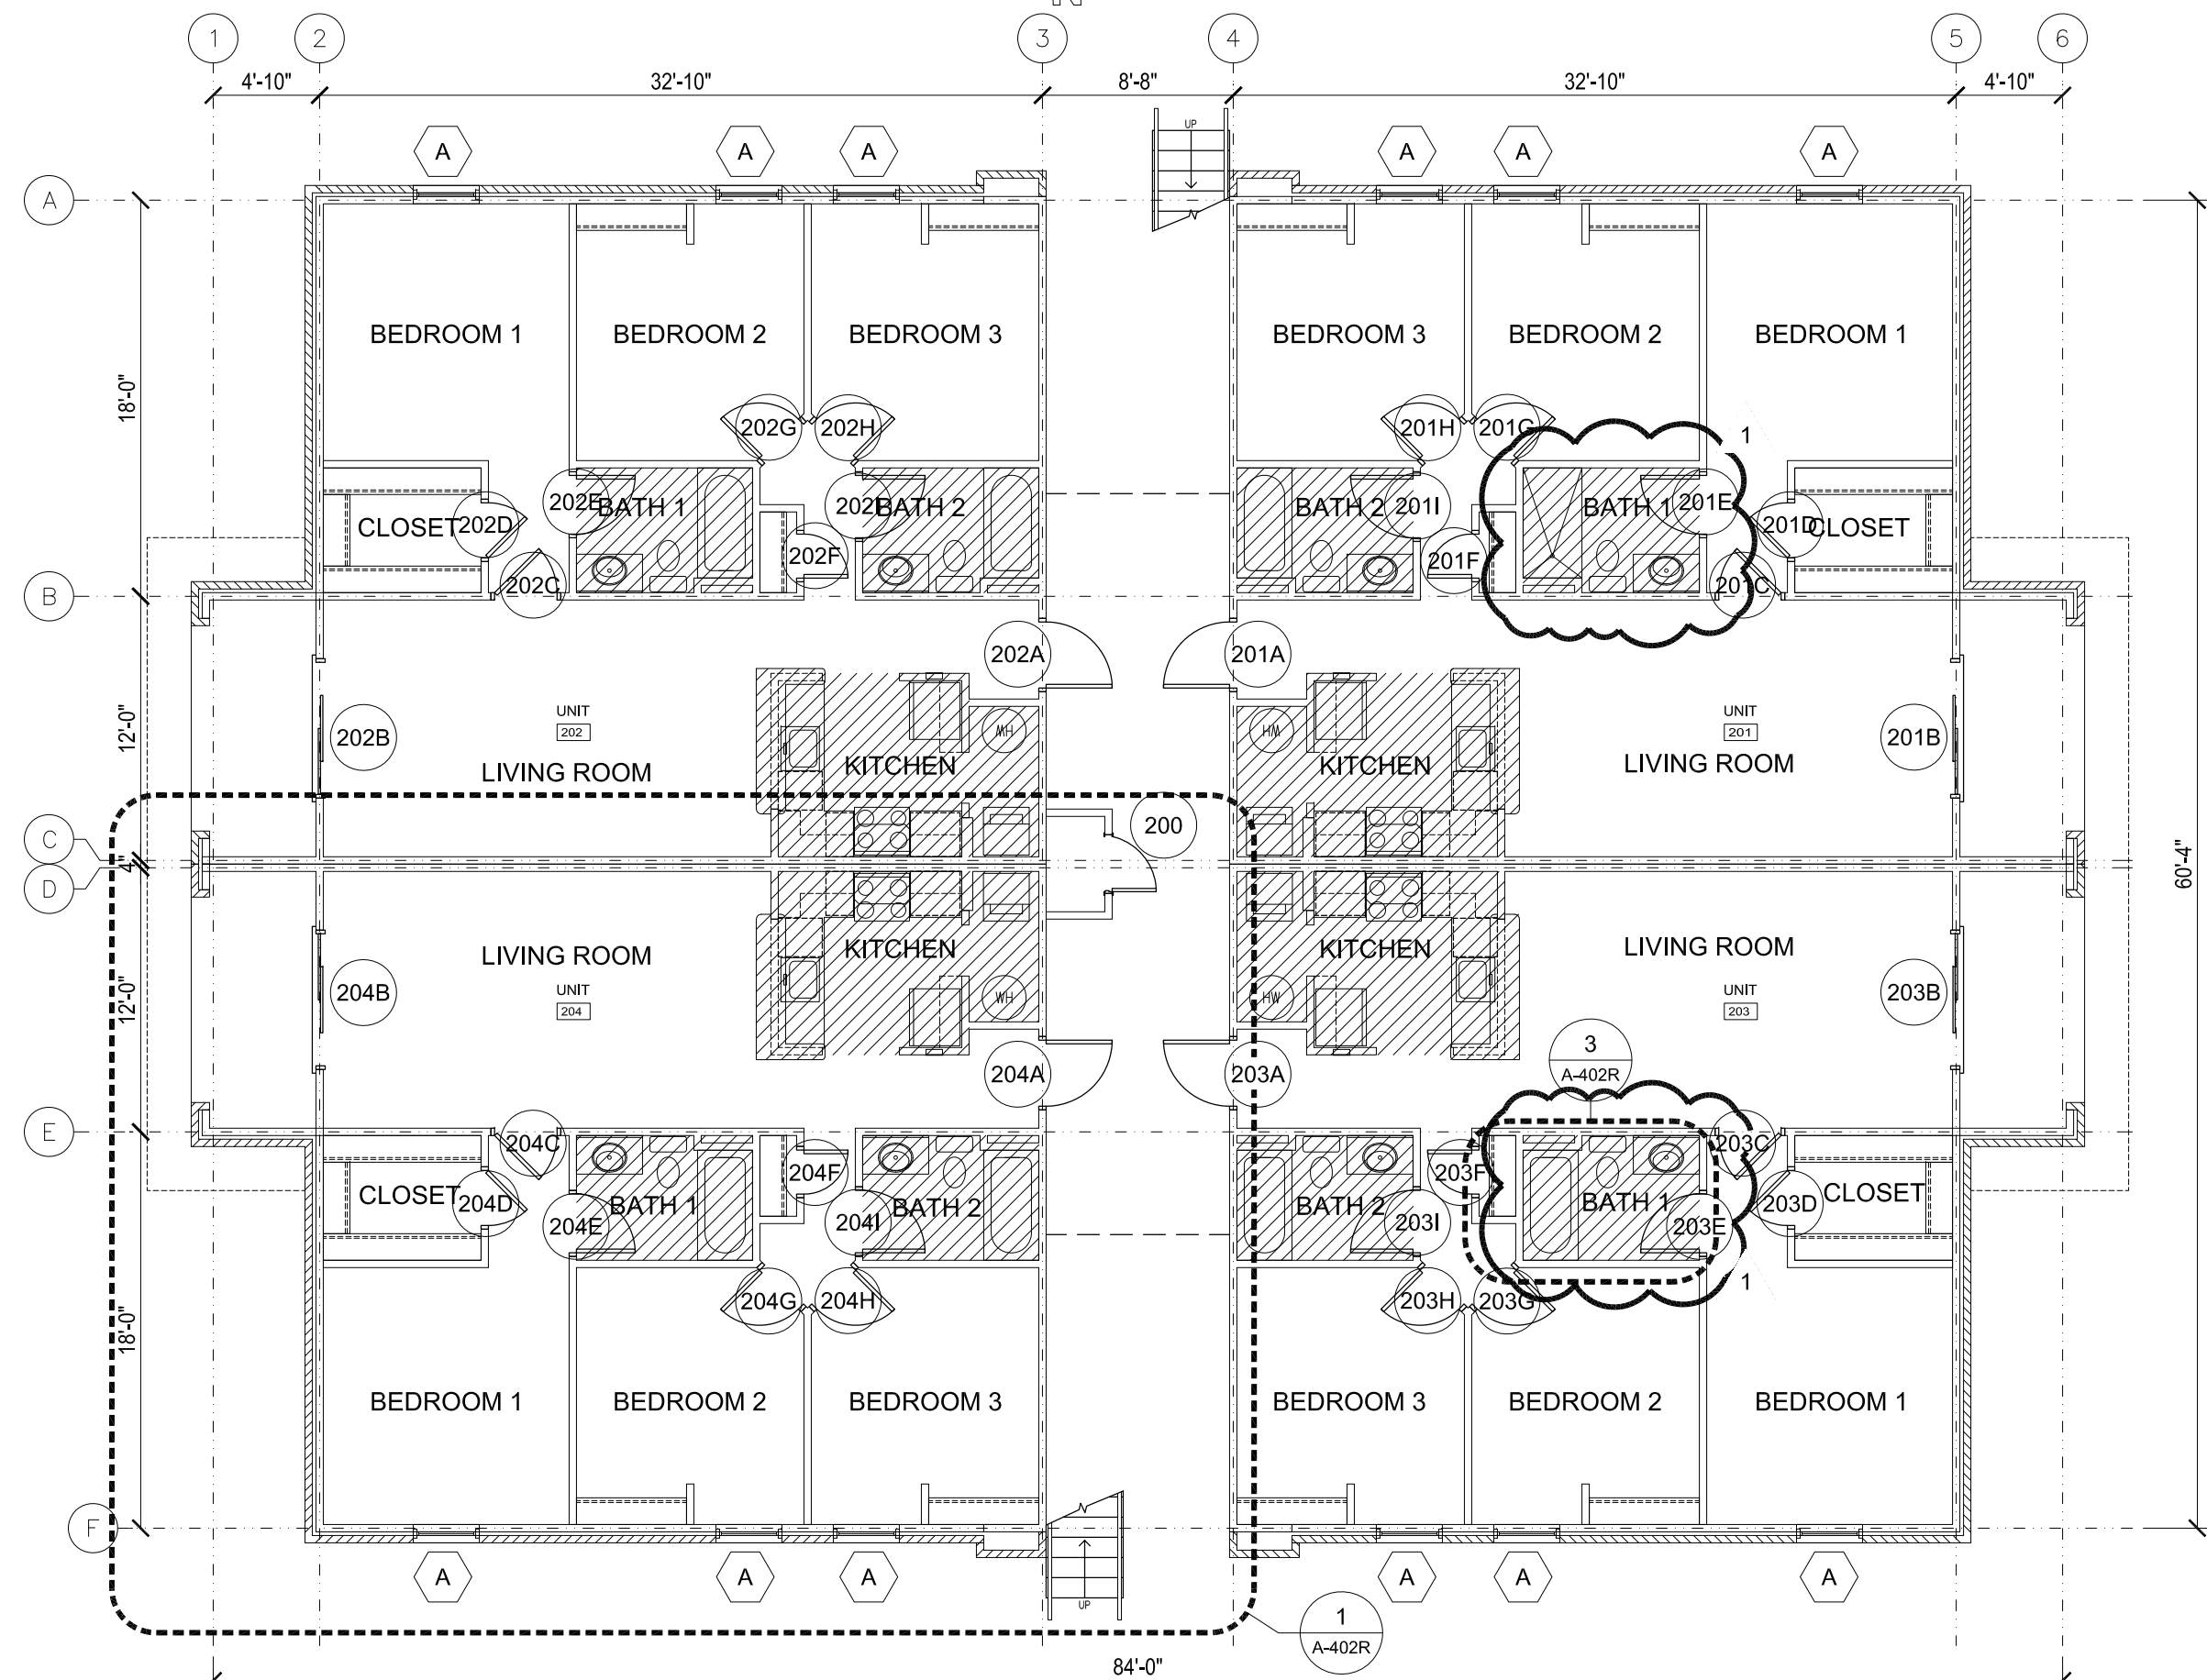 N
1 2 3 4 5 6
4'-10" 32'-10" 8'-8" 32'-10" 4'-10"
A A A UP A A A
A
BEDROOM 1 BEDROOM 2 BEDROOM 3 BEDROOM 3 BEDROOM 2 BEDROOM 1
18'-0"
202G 202H 201H 201G 1
202E BATH 1 202I BATH 2 BATH 2 201I BATH 1 201E
CLOSET 202D 201D CLOSET
202F 201F
B 202C 201C
202A 201A
UNIT UNIT
202 201
12'-0" 202B WH HW 201B
LIVING ROOM KITCHEN KITCHEN LIVING ROOM
200
C
4"
D
60'-4"
LIVING ROOM KITCHEN KITCHEN LIVING ROOM
12'-0" 204B UNIT WH HW UNIT 203B
204 203
3
A-402R
204A 203A
E 204C 203C
204F 203F
CLOSET 204D BATH 1 204I BATH 2 BATH 2 203I BATH 1 203D CLOSET
204E 203E
204G 204H 203H 203G 1
18'-0"
BEDROOM 1 BEDROOM 2 BEDROOM 3 BEDROOM 3 BEDROOM 2 BEDROOM 1
N
F
A A A UP A A A
1
A-402R
84'-0"